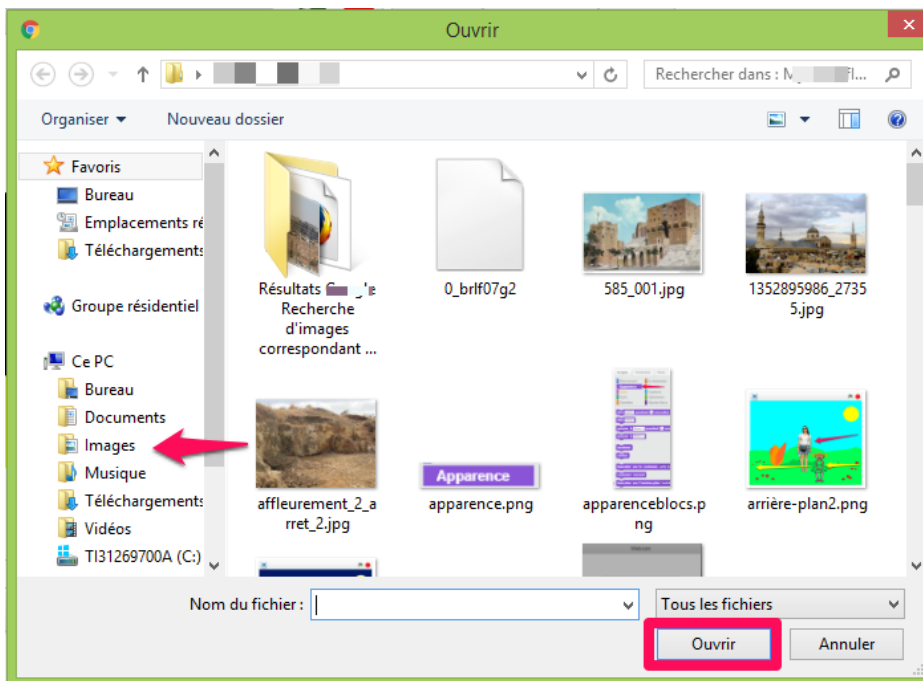 Ouvrir
Rechercher dans : M
Organiser
Nouveau dossier
Favoris
Bureau
Emplacements ré
Téléchargements
Groupe résidentiel
Ce PC
Bureau
Documents
Images
Musique
Téléchargements
Vidéos
TI31269700A (C:)
Résultats
Recherche
d'images
correspondant ...
0_brlf07g2
585_001.jpg
1352895986_2735
5.jpg
affleurement_2_a
rret_2.jpg
Apparence
apparence.png
apparenceblocs.p
ng
arrière-plan2.png
Nom du fichier :
Tous les fichiers
Ouvrir
Annuler